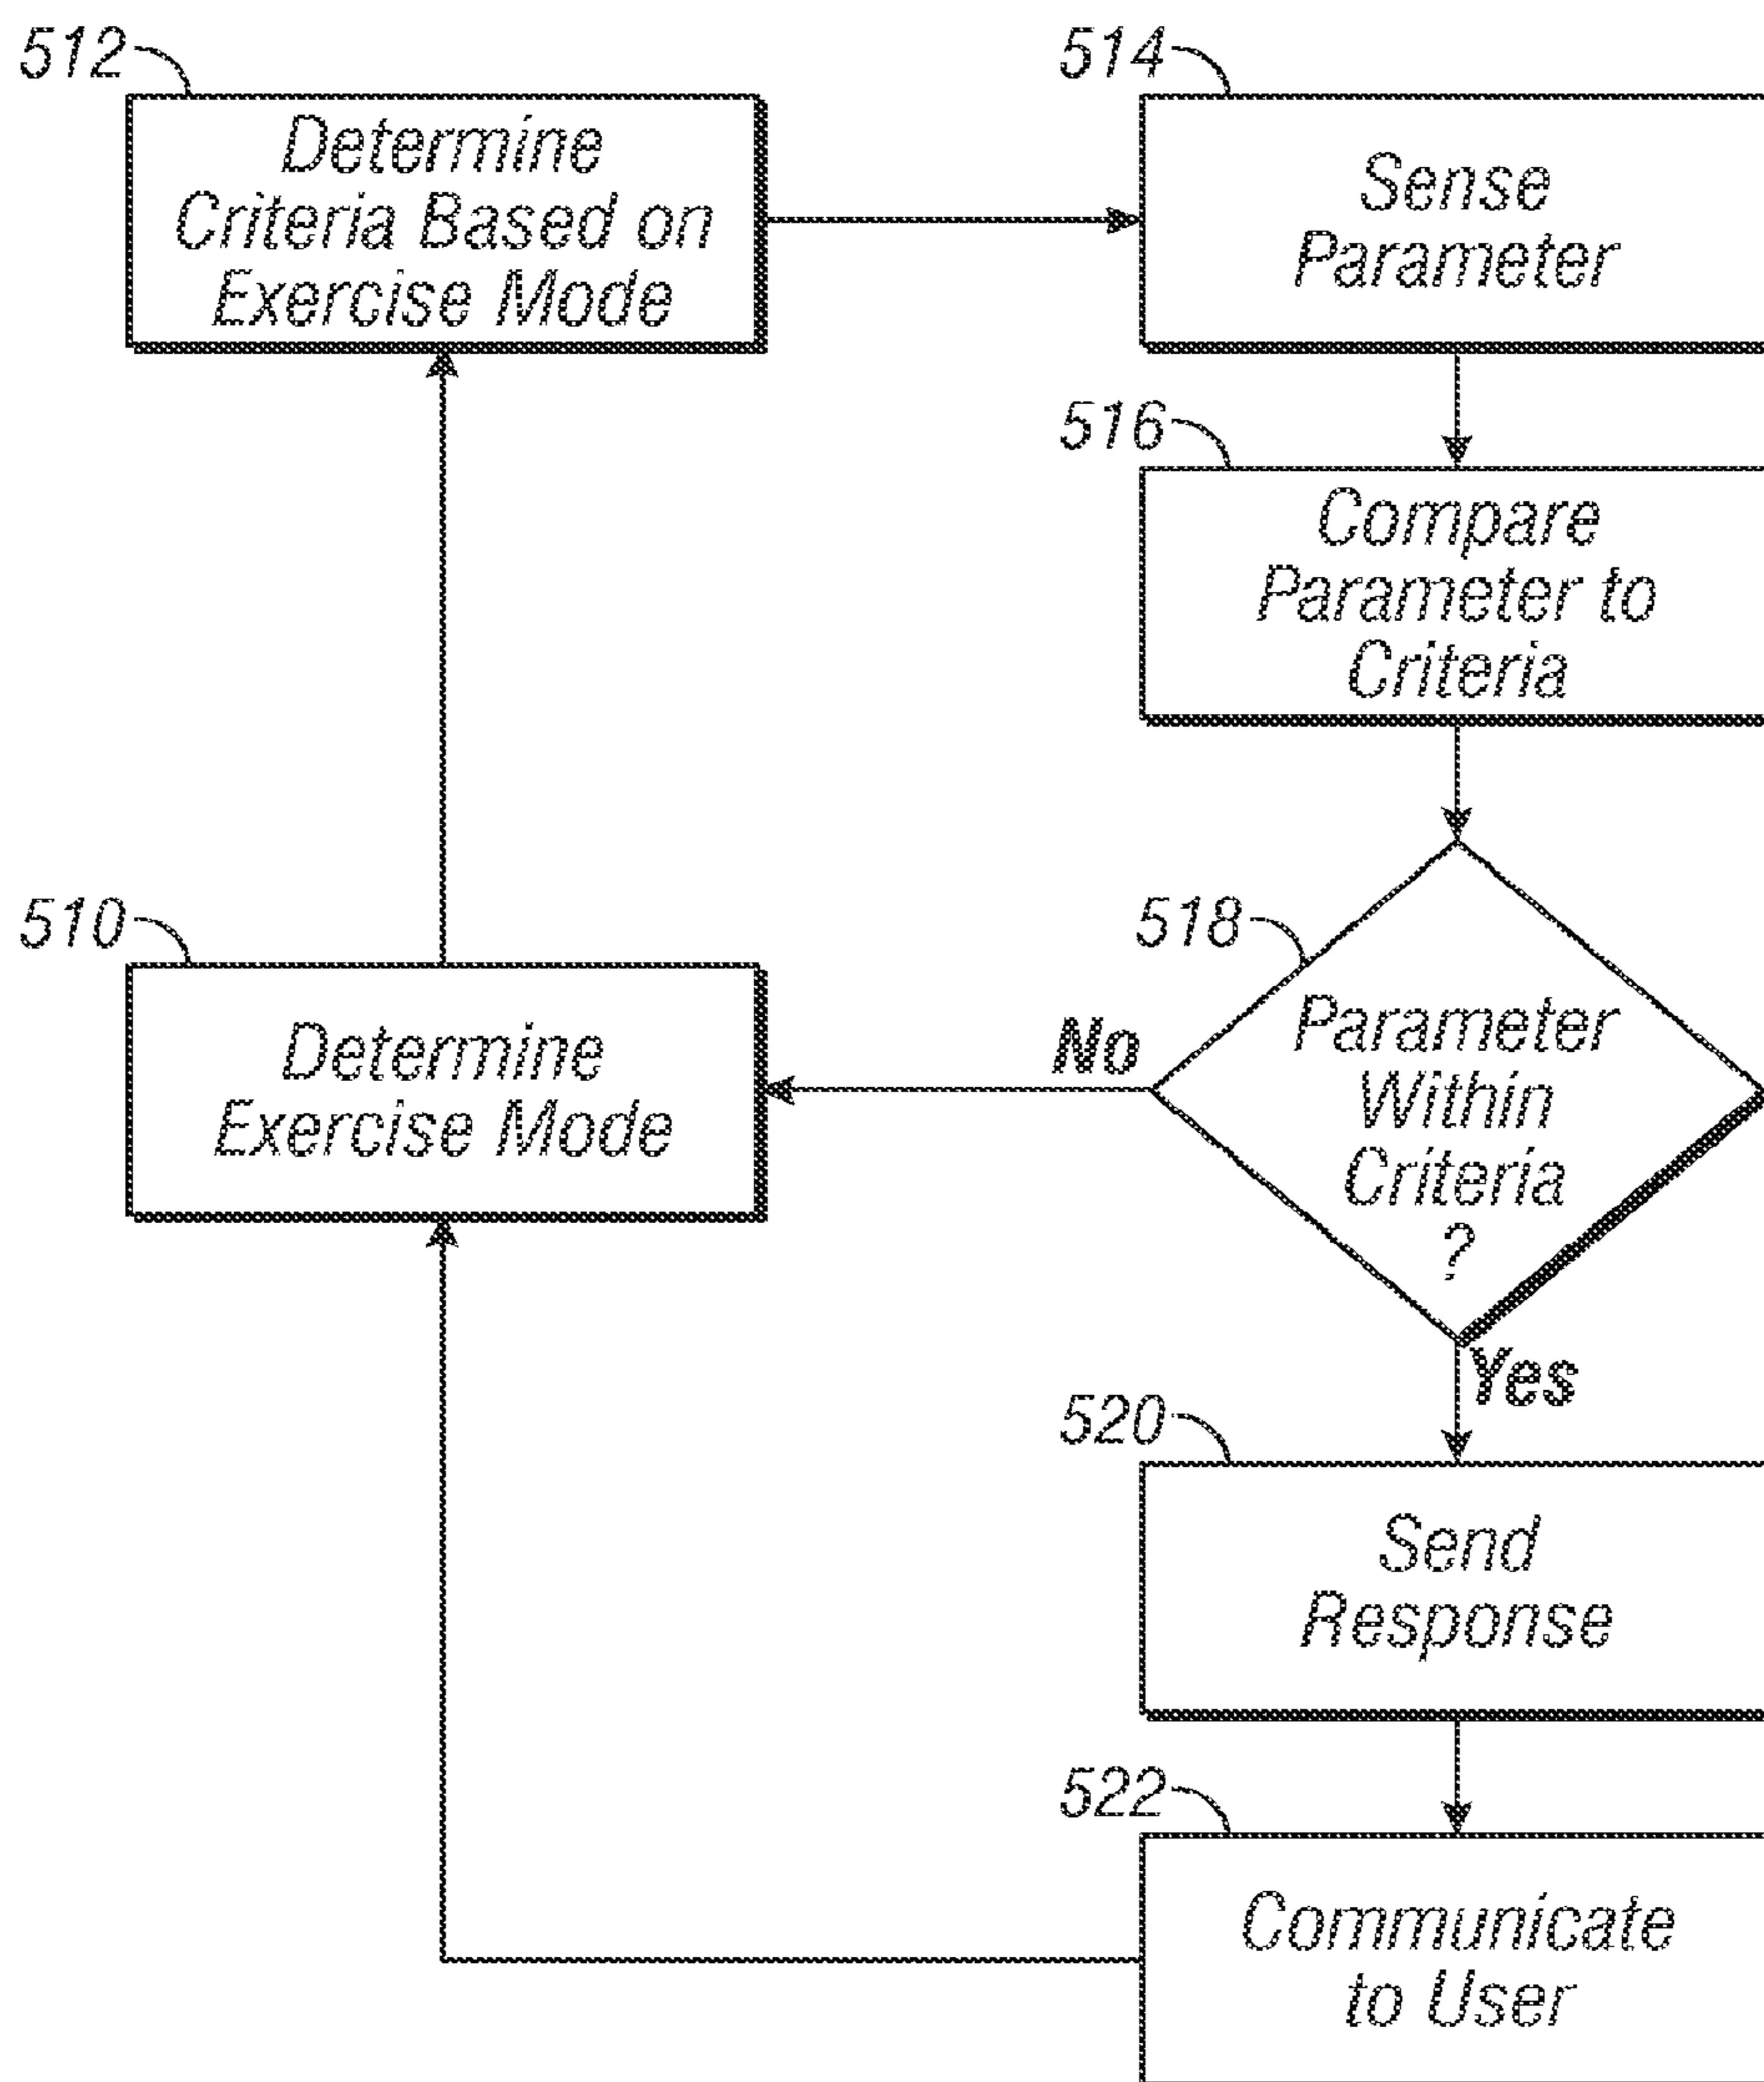 512
Determine
Criteria Based on
Exercise Mode
514
Sense
Parameter
516
Compare
Parameter to
Criteria
518
Parameter
Within
Criteria
?
No
Yes
510
Determine
Exercise Mode
520
Send
Response
522
Communicate
to User